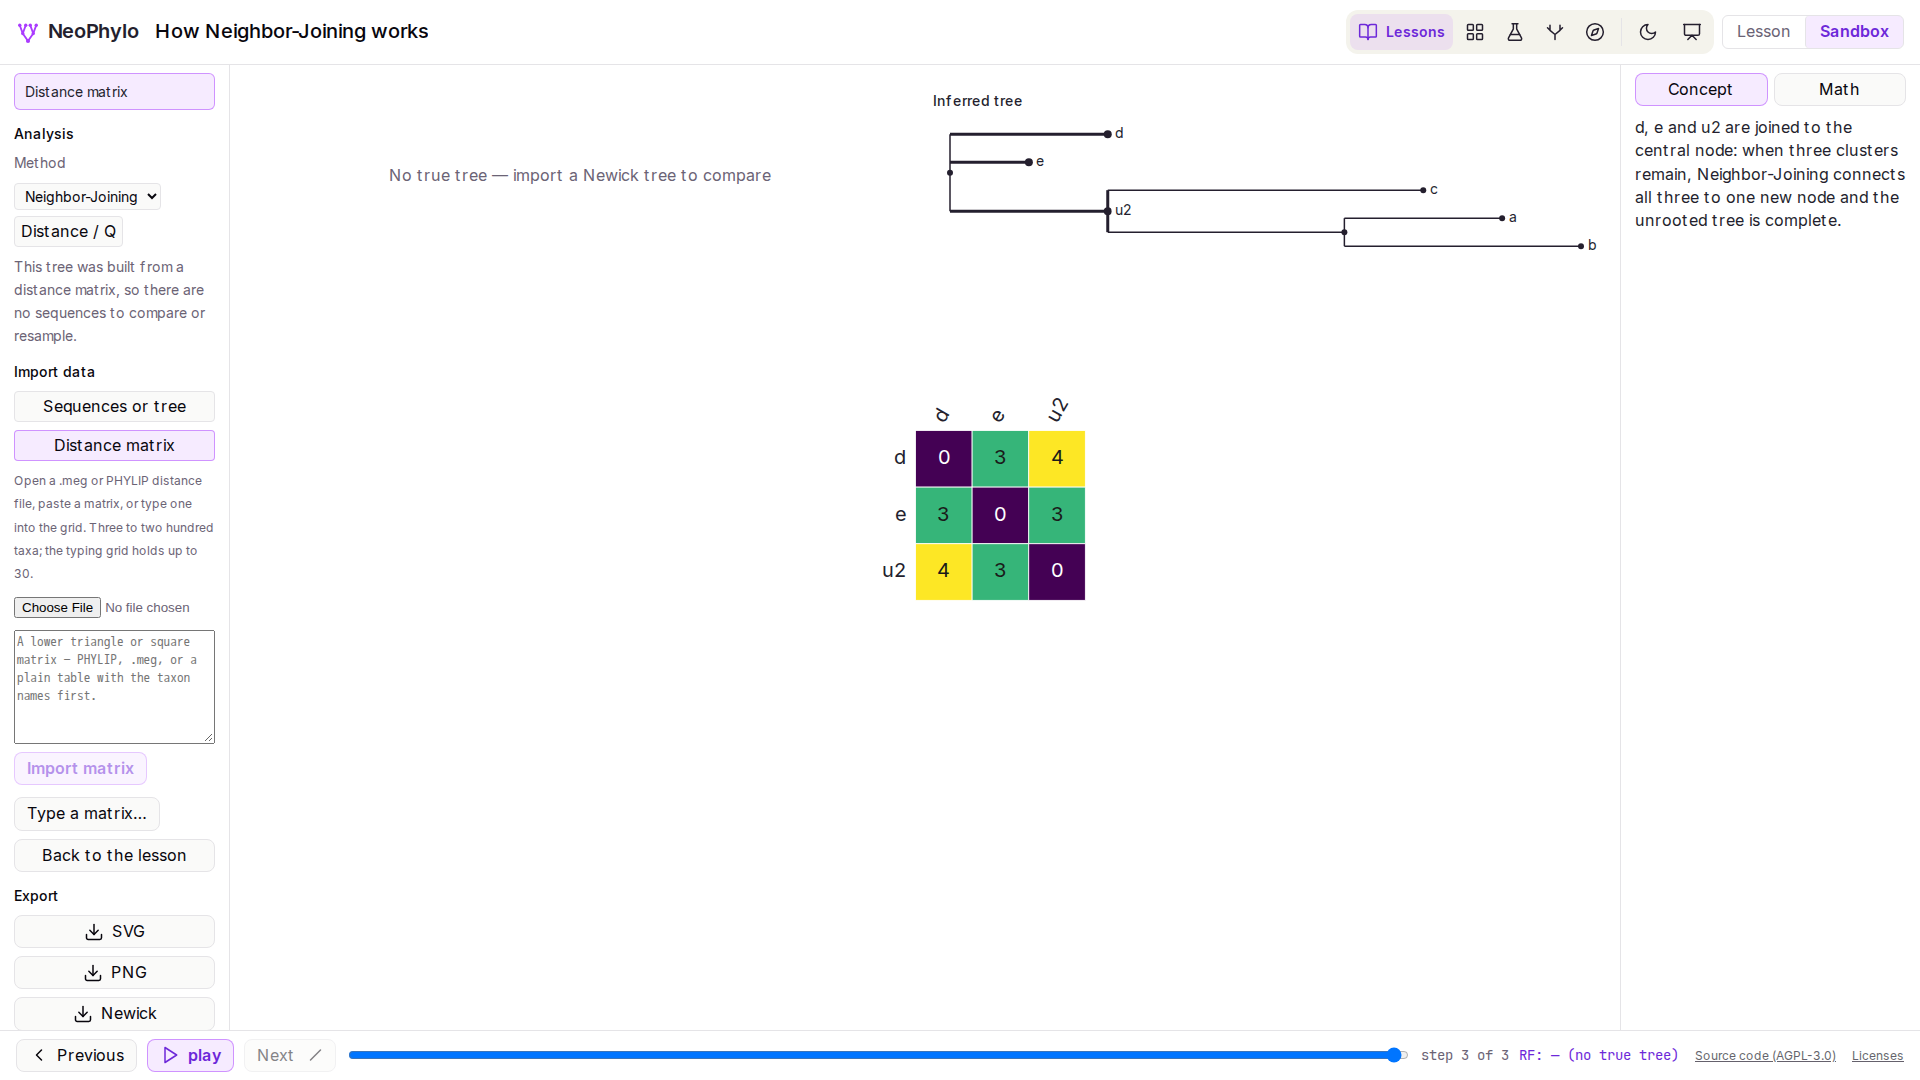 NeoPhylo
How Neighbor-Joining works
Lessons
Lesson
Sandbox
Distance matrix
Analysis
Method
Neighbor-Joining
Distance / Q
This tree was built from a
distance matrix, so there are
no sequences to compare or
resample.
Import data
Sequences or tree
Distance matrix
Open a .meg or PHYLIP distance
file, paste a matrix, or type one
into the grid. Three to two hundred
taxa; the typing grid holds up to
30.
Choose File No file chosen
A lower triangle or square
matrix — PHYLIP, .meg, or a
plain table with the taxon
names first.
Import matrix
Type a matrix...
Back to the lesson
Export
SVG
PNG
Newick
No true tree — import a Newick tree to compare
Inferred tree
d
e
c
u2
a
b
d e u2
d 0 3 4
e 3 0 3
u2 4 3 0
Concept
Math
d, e and u2 are joined to the
central node: when three clusters
remain, Neighbor-Joining connects
all three to one new node and the
unrooted tree is complete.
Previous
play
Next
step 3 of 3
RF: — (no true tree)
Source code (AGPL-3.0)
Licenses